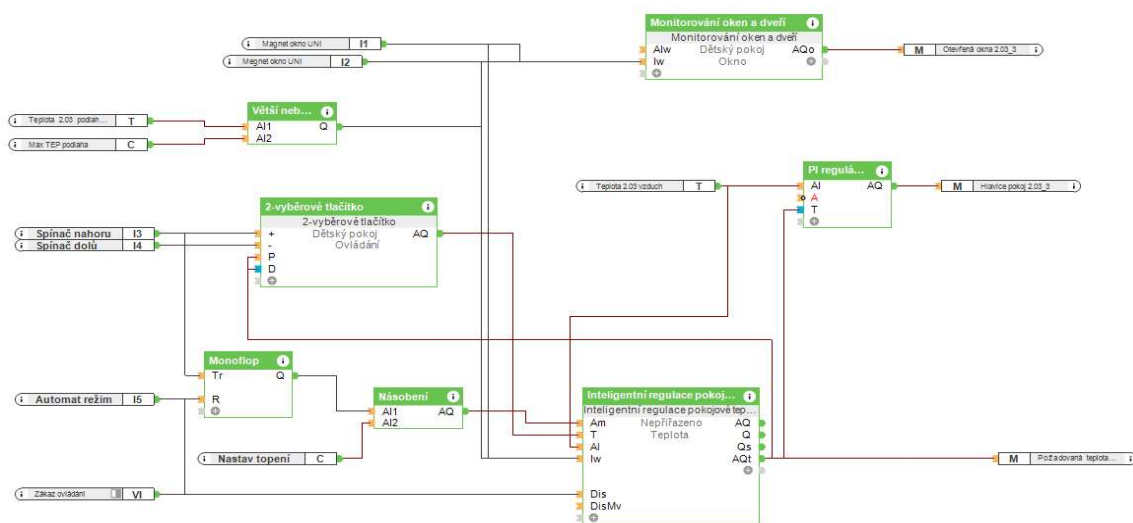 Monitorování oken a dveří
Monitorování oken a dveří
AIw
Dětský pokoj
AQo
Iw
Okno
Magnet okno UNI
I1
Megnet okno UNI
I2
M
Otevřená okna 2.03_3
Větší neb...
AI1
Q
AI2
Teplota 2.03 podlah...
T
Max TEP podlaha
C
PI regulá...
AI
AQ
A
T
Teplota 2.03 vzduch
T
M
Hlavice pokoj 2.03_3
2-vyběrové tlačítko
2-vyběrové tlačítko
+
Dětský pokoj
AQ
-
Ovládání
P
D
Spínač nahoru
I3
Spínač dolů
I4
Monoflop
Tr
Q
R
Automat režim
I5
Násobení
AI1
AQ
AI2
Nastav topení
C
Inteligentní regulace pokoj...
Inteligentní regulace pokojové tep...
Am
Nepřiřazeno
AQ
T
Teplota
Q
AI
Qs
Iw
AQt
Dis
DisMv
M
Požadovaná teplota...
Zákaz ovládání
VI